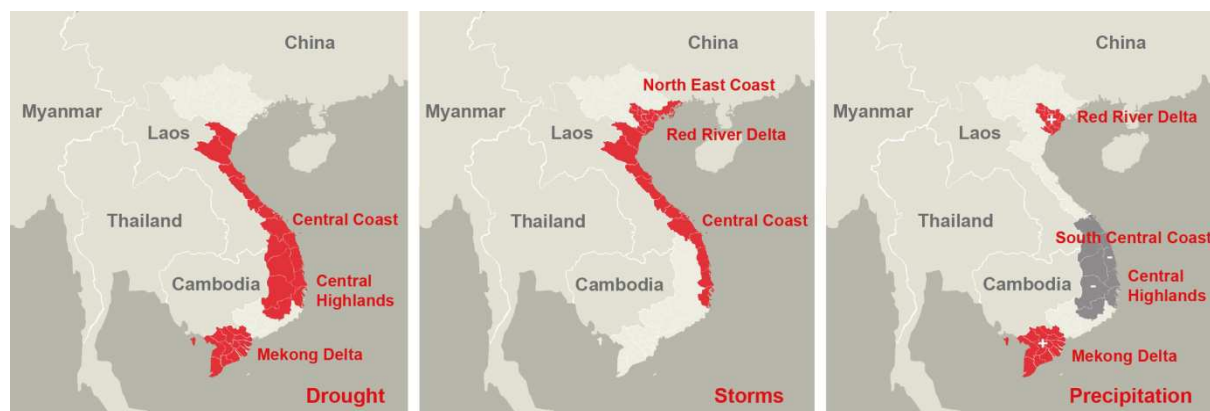 China
Myanmar
Laos
Thailand
Central Coast
Cambodia
Central
Highlands
Mekong Delta
Drought
China
North East Coast
Myanmar
Laos
Red River Delta
Thailand
Central Coast
Cambodia
Storms
China
Myanmar
+
Red River Delta
Laos
Thailand
South Central Coast
-
Cambodia
Central
Highlands
-
+
Mekong Delta
Precipitation